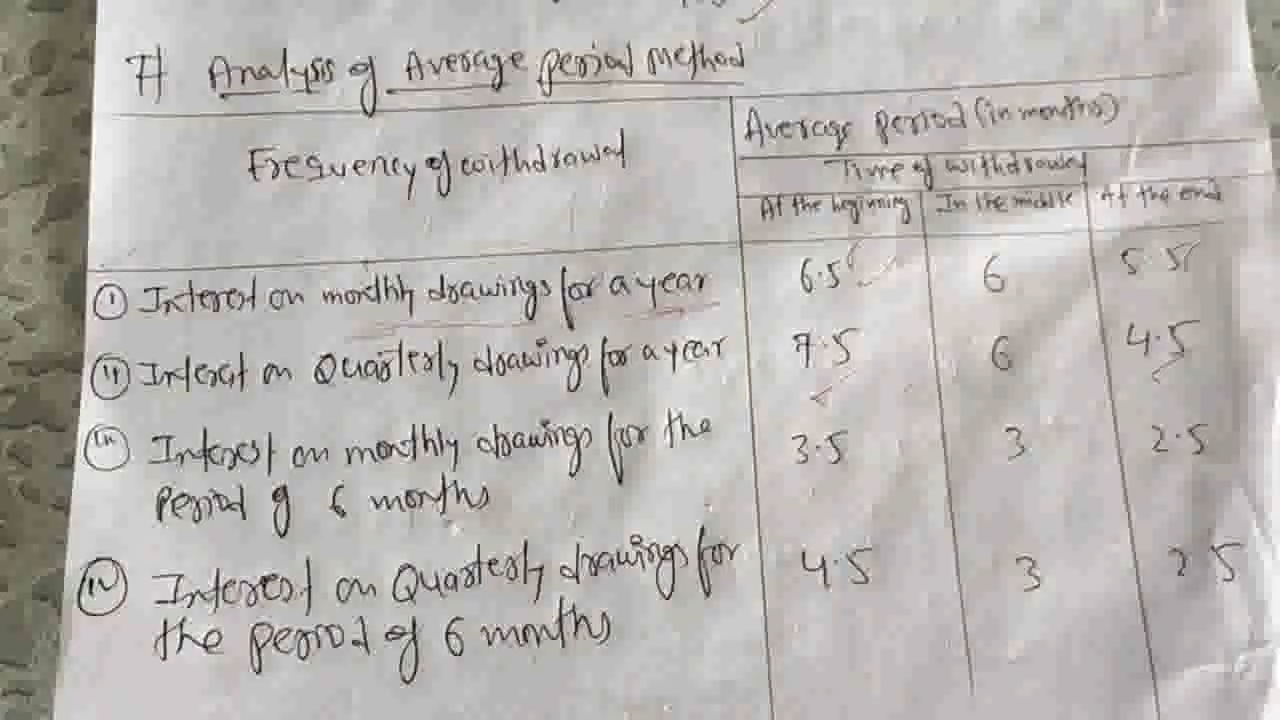 7) Analysis of Average period Method
Frequency of withdrawal
Average period (in months)
Time of withdrawal
At the beginning In the middle At the end
(i) Interest on monthly drawings for a year 6.5 6 5.5
(ii) Interest on Quarterly drawings for a year 7.5 6 4.5
(iii) Interest on monthly drawings for the 3.5 3 2.5
period of 6 months
(iv) Interest on Quarterly drawings for 4.5 3 2.5
the period of 6 months